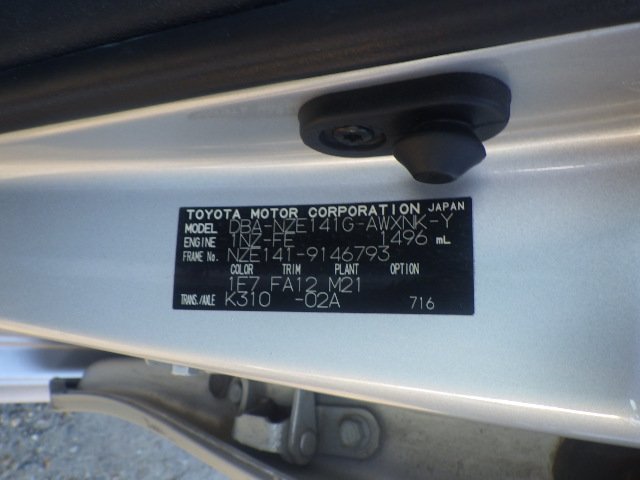 TOYOTA MOTOR CORPORATION JAPAN
MODEL DBA-NZE141G-AWXNK-Y
ENGINE 1NZ-FE 1496 mL
FRAME No. NZE141-9146793
COLOR TRIM PLANT OPTION
1E7 FA12 M21
TRANS./AXLE K310 -02A 716